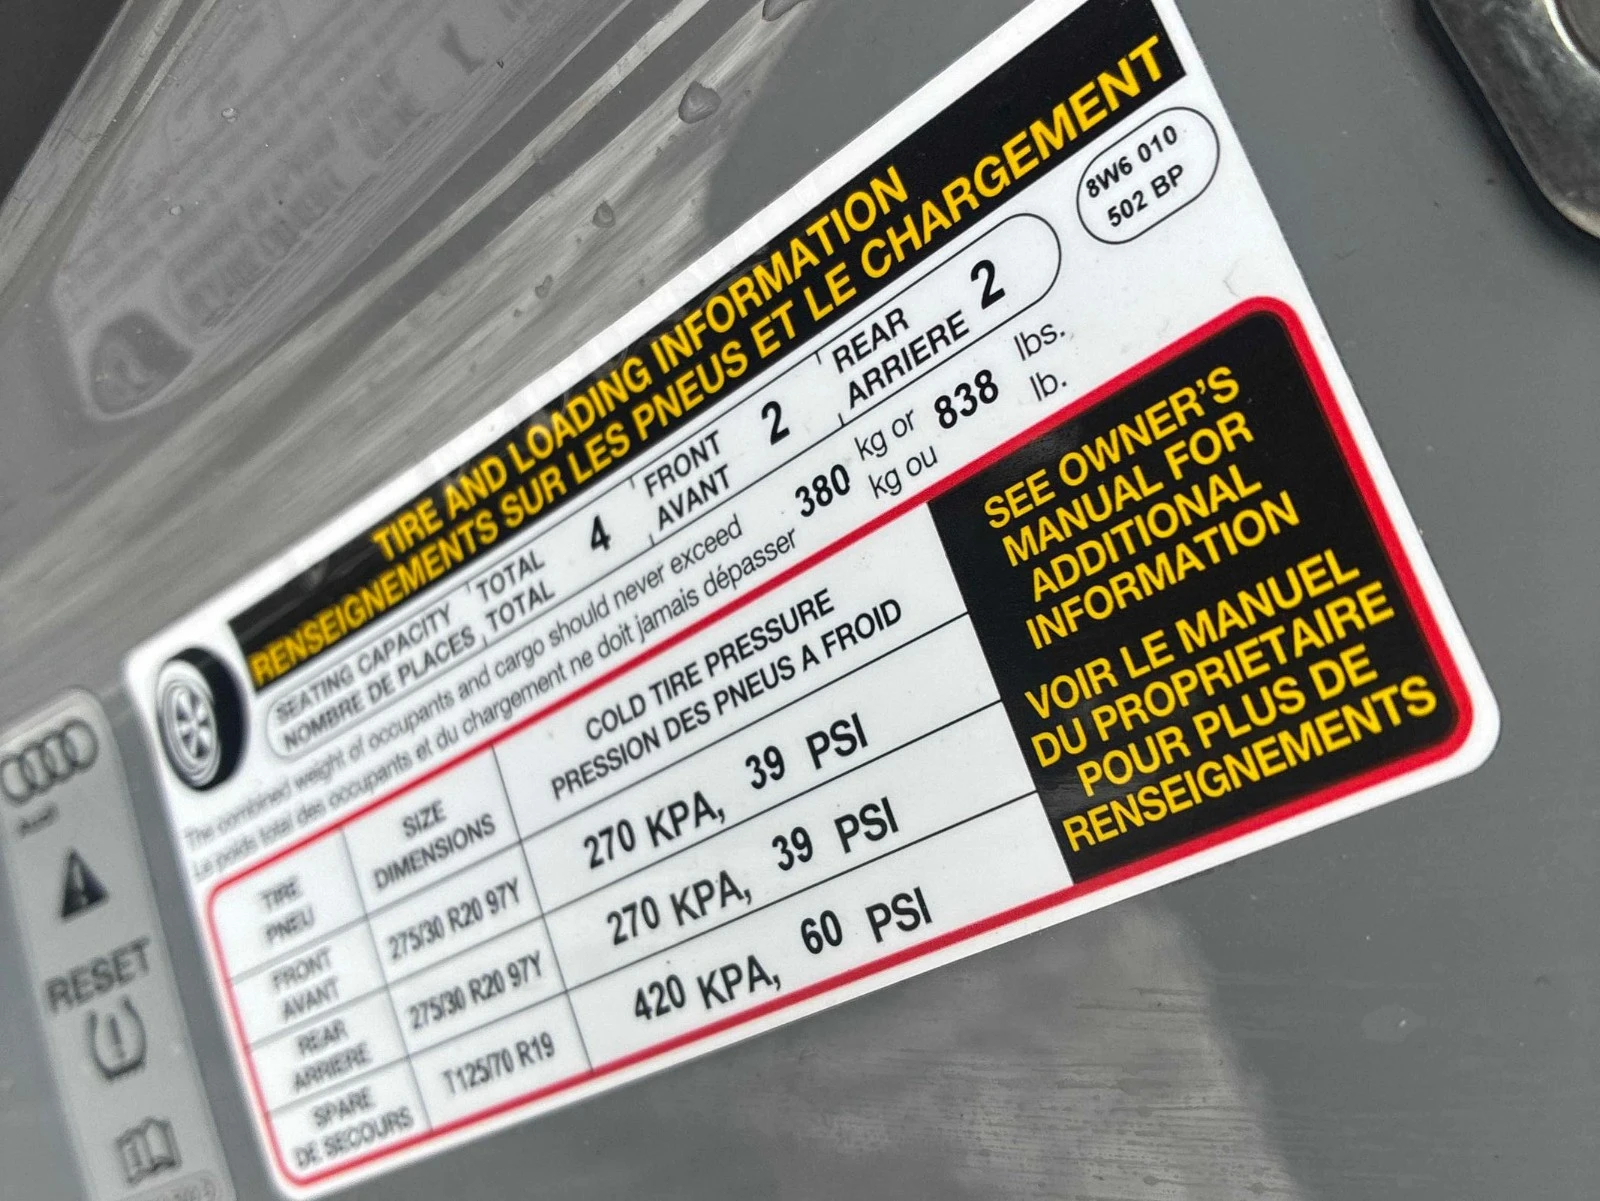 TIRE AND LOADING INFORMATION
RENSEIGNEMENTS SUR LES PNEUS ET LE CHARGEMENT
8W6 010
502 BP
SEATING CAPACITY TOTAL 4 FRONT 2 REAR 2
NOMBRE DE PLACES TOTAL AVANT ARRIERE
The combined weight of occupants and cargo should never exceed 380 kg or 838 lbs.
Le poids total des occupants et du chargement ne doit jamais dépasser kg ou lb.
TIRE
PNEU
SIZE
DIMENSIONS
COLD TIRE PRESSURE
PRESSION DES PNEUS A FROID
FRONT
AVANT
275/30 R20 97Y
270 KPA, 39 PSI
REAR
ARRIERE
275/30 R20 97Y
270 KPA, 39 PSI
SPARE
DE SECOURS
T125/70 R19
420 KPA, 60 PSI
SEE OWNER'S
MANUAL FOR
ADDITIONAL
INFORMATION
VOIR LE MANUEL
DU PROPRIETAIRE
POUR PLUS DE
RENSEIGNEMENTS
Audi
RESET